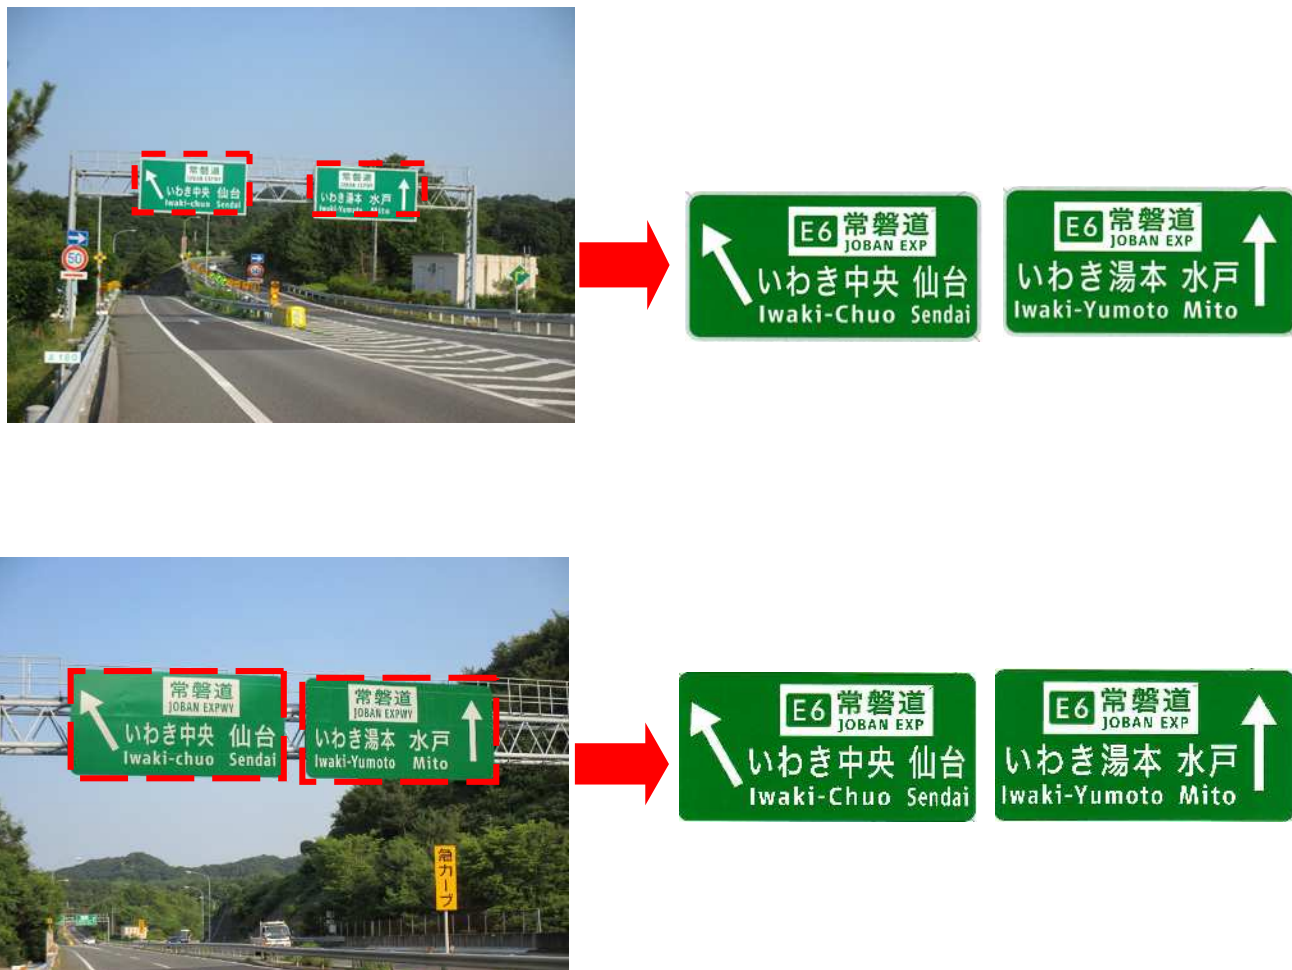 常磐道
JOBAN EXPWY
いわき中央 仙台
Iwaki-chuo Sendai
常磐道
JOBAN EXPWY
いわき湯本 水戸
Iwaki-Yumoto Mito
50
E6 常磐道
JOBAN EXP
いわき中央 仙台
Iwaki-Chuo Sendai
E6 常磐道
JOBAN EXP
いわき湯本 水戸
Iwaki-Yumoto Mito
常磐道
JOBAN EXPWY
いわき中央 仙台
Iwaki-chuo Sendai
常磐道
JOBAN EXPWY
いわき湯本 水戸
Iwaki-Yumoto Mito
急カーブ
E6 常磐道
JOBAN EXP
いわき中央 仙台
Iwaki-Chuo Sendai
E6 常磐道
JOBAN EXP
いわき湯本 水戸
Iwaki-Yumoto Mito